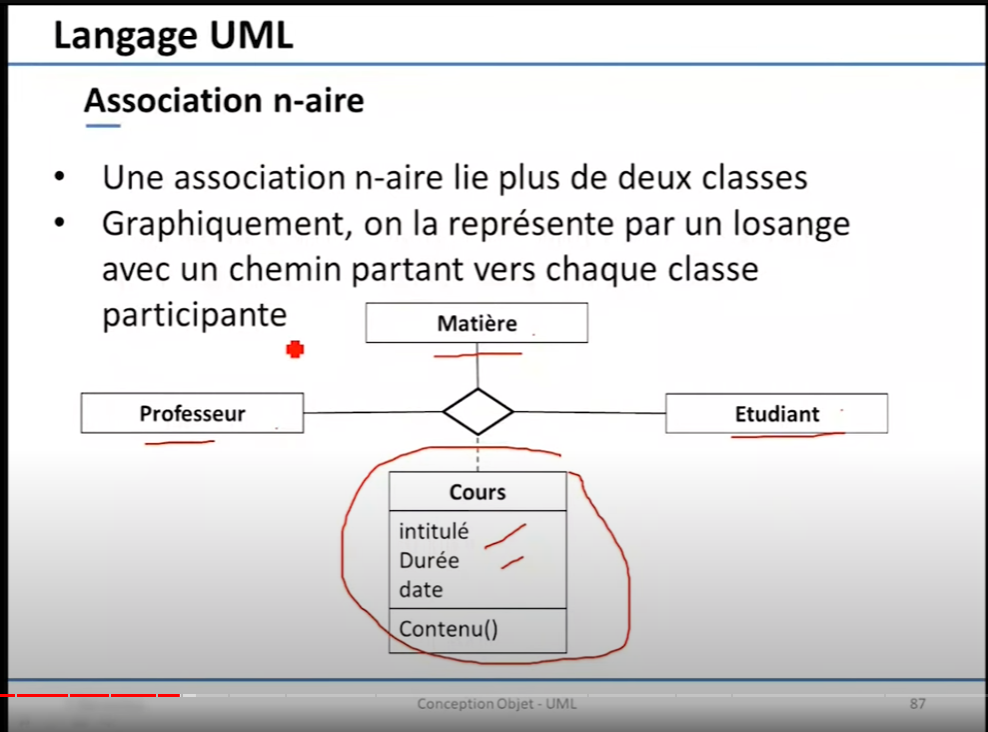 Langage UML
Association n-aire
• Une association n-aire lie plus de deux classes
• Graphiquement, on la représente par un losange
avec un chemin partant vers chaque classe
participante
Matière
Professeur
Etudiant
Cours
intitulé
Durée
date
Contenu()
Conception Objet - UML
87